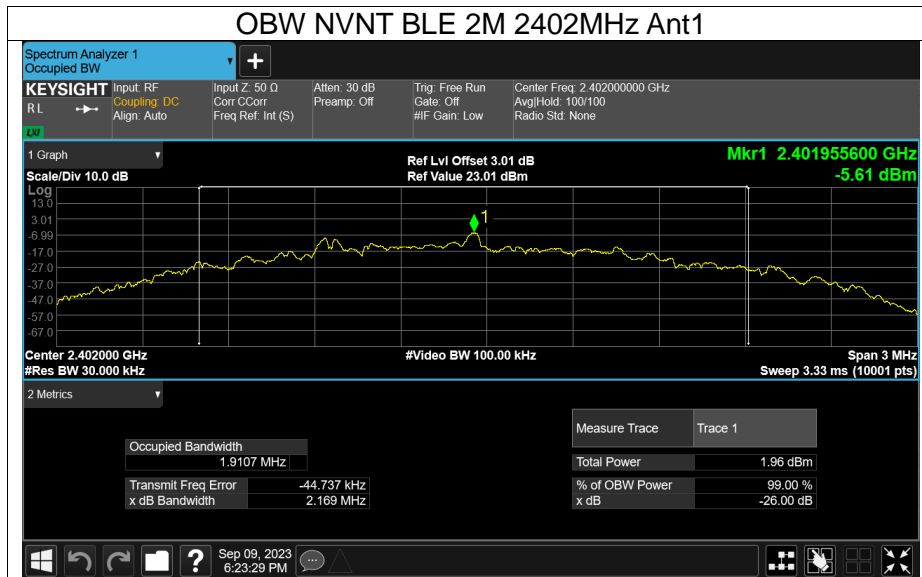 OBW NVNT BLE 2M 2402MHz Ant1
Spectrum Analyzer 1
Occupied BW
+
KEYSIGHT
R L
LXI
Input: RF
Coupling: DC
Align: Auto
Input Z: 50 Ω
Corr CCorr
Freq Ref: Int (S)
Atten: 30 dB
Preamp: Off
Trig: Free Run
Gate: Off
#IF Gain: Low
Center Freq: 2.402000000 GHz
Avg|Hold: 100/100
Radio Std: None
1 Graph
Scale/Div 10.0 dB
Ref Lvl Offset 3.01 dB
Ref Value 23.01 dBm
Mkr1 2.401955600 GHz
-5.61 dBm
Log
13.0
3.01
-6.99
-17.0
-27.0
-37.0
-47.0
-57.0
-67.0
1
Center 2.402000 GHz
#Res BW 30.000 kHz
#Video BW 100.00 kHz
Span 3 MHz
Sweep 3.33 ms (10001 pts)
2 Metrics
Measure Trace Trace 1
Occupied Bandwidth
1.9107 MHz
Total Power 1.96 dBm
Transmit Freq Error -44.737 kHz
% of OBW Power 99.00 %
x dB Bandwidth 2.169 MHz
x dB -26.00 dB
?
Sep 09, 2023
6:23:29 PM